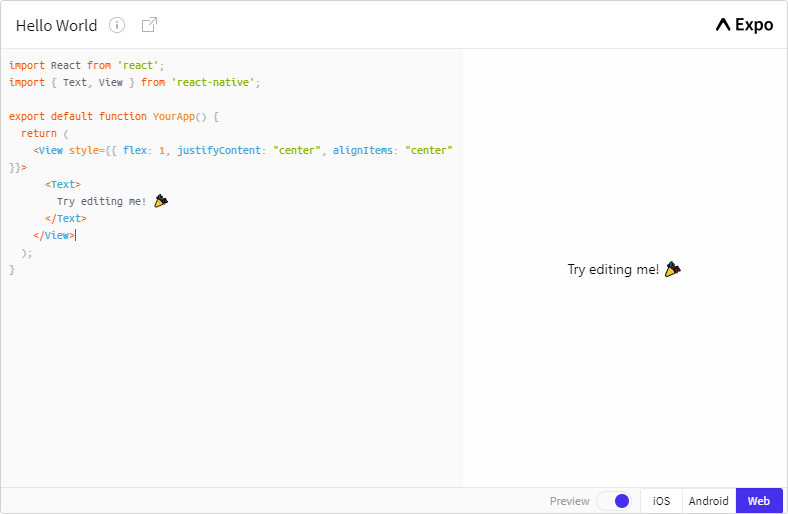 Hello World
Expo
import React from 'react';
import { Text, View } from 'react-native';
export default function YourApp() {
return (
<View style={{ flex: 1, justifyContent: "center", alignItems: "center"
}}>
<Text>
Try editing me! 🎉
</Text>
</View>
);
}
Try editing me! 🎉
Preview
iOS
Android
Web